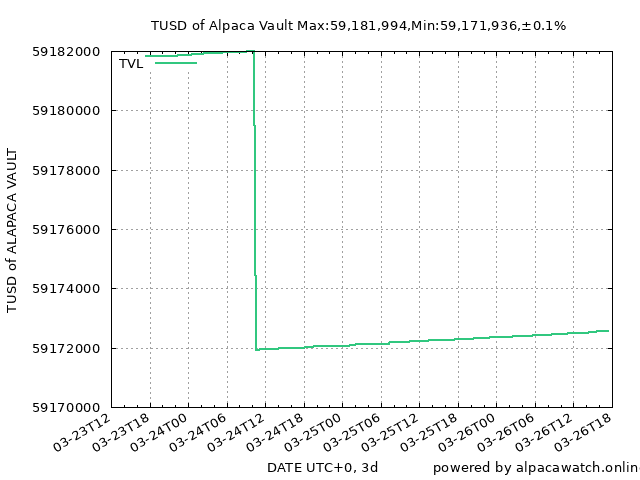 TUSD of Alpaca Vault Max:59,181,994,Min:59,171,936,±0.1%
TUSD of ALAPACA VAULT
TVL
59182000
59180000
59178000
59176000
59174000
59172000
59170000
03-23T12
03-23T18
03-24T00
03-24T06
03-24T12
03-24T18
03-25T00
03-25T06
03-25T12
03-25T18
03-26T00
03-26T06
03-26T12
03-26T18
DATE UTC+0, 3d
powered by alpacawatch.onlin